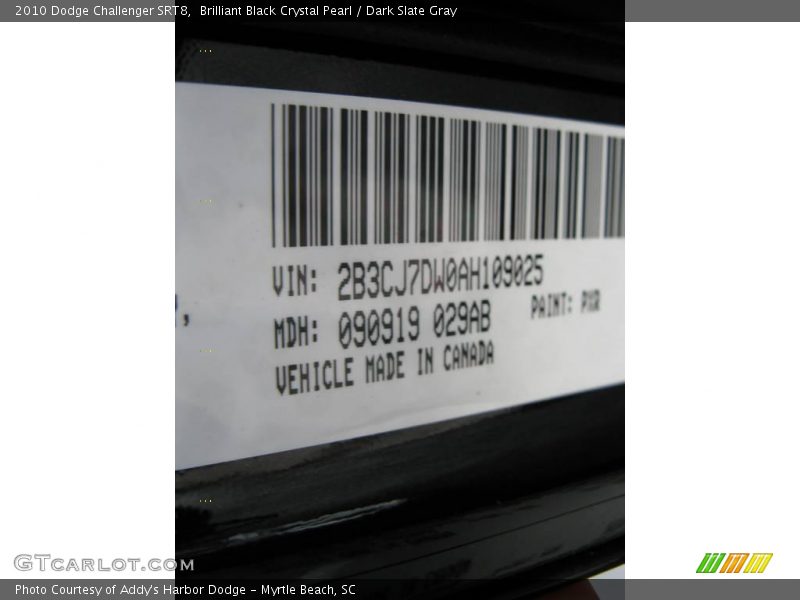 2010 Dodge Challenger SRT8, Brilliant Black Crystal Pearl / Dark Slate Gray
VIN: 2B3CJ7DW0AH109025
MDH: 090919 029AB
PAINT: PXR
VEHICLE MADE IN CANADA
GTCARLOT.COM
Photo Courtesy of Addy's Harbor Dodge - Myrtle Beach, SC